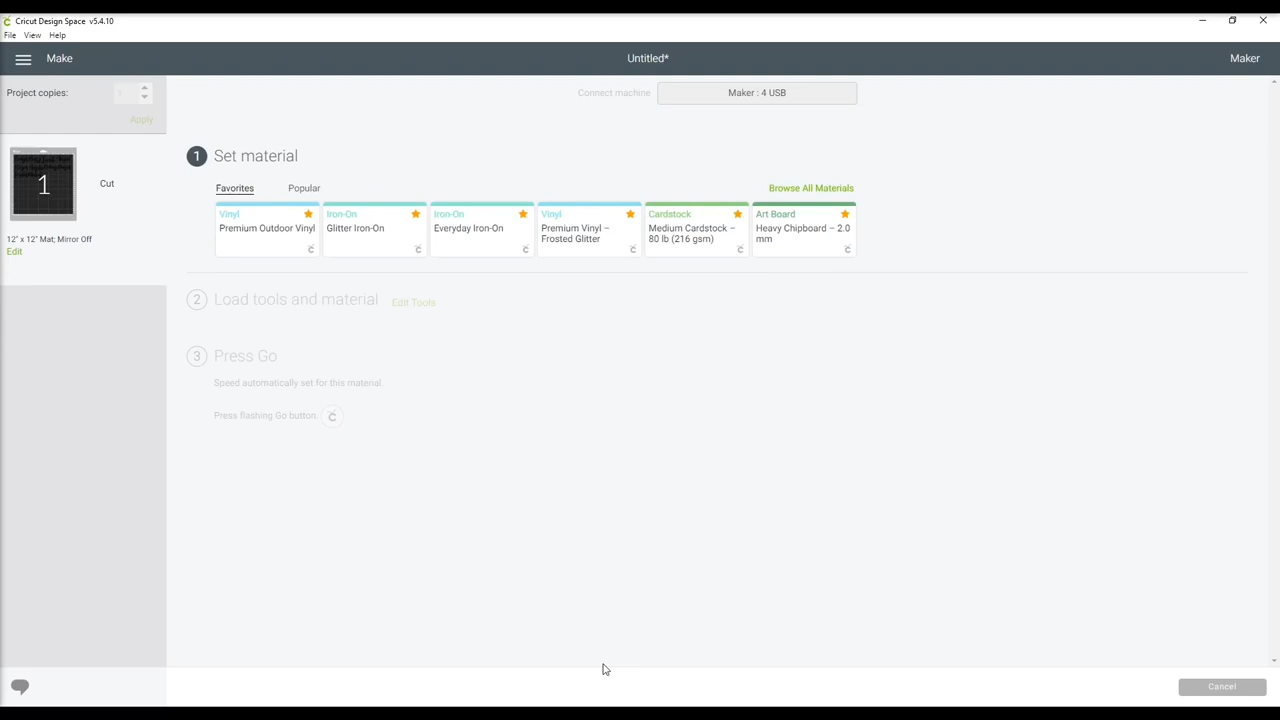 Cricut Design Space v5.4.10
File View Help
Make
Untitled*
Maker
Project copies:
Apply
Connect machine
Maker : 4 USB
1
Cut
12" x 12" Mat; Mirror Off
Edit
1 Set material
Favorites Popular Browse All Materials
Vinyl
Premium Outdoor Vinyl
Iron-On
Glitter Iron-On
Iron-On
Everyday Iron-On
Vinyl
Premium Vinyl –
Frosted Glitter
Cardstock
Medium Cardstock –
80 lb (216 gsm)
Art Board
Heavy Chipboard – 2.0
mm
2 Load tools and material Edit Tools
3 Press Go
Speed automatically set for this material.
Press flashing Go button
Cancel